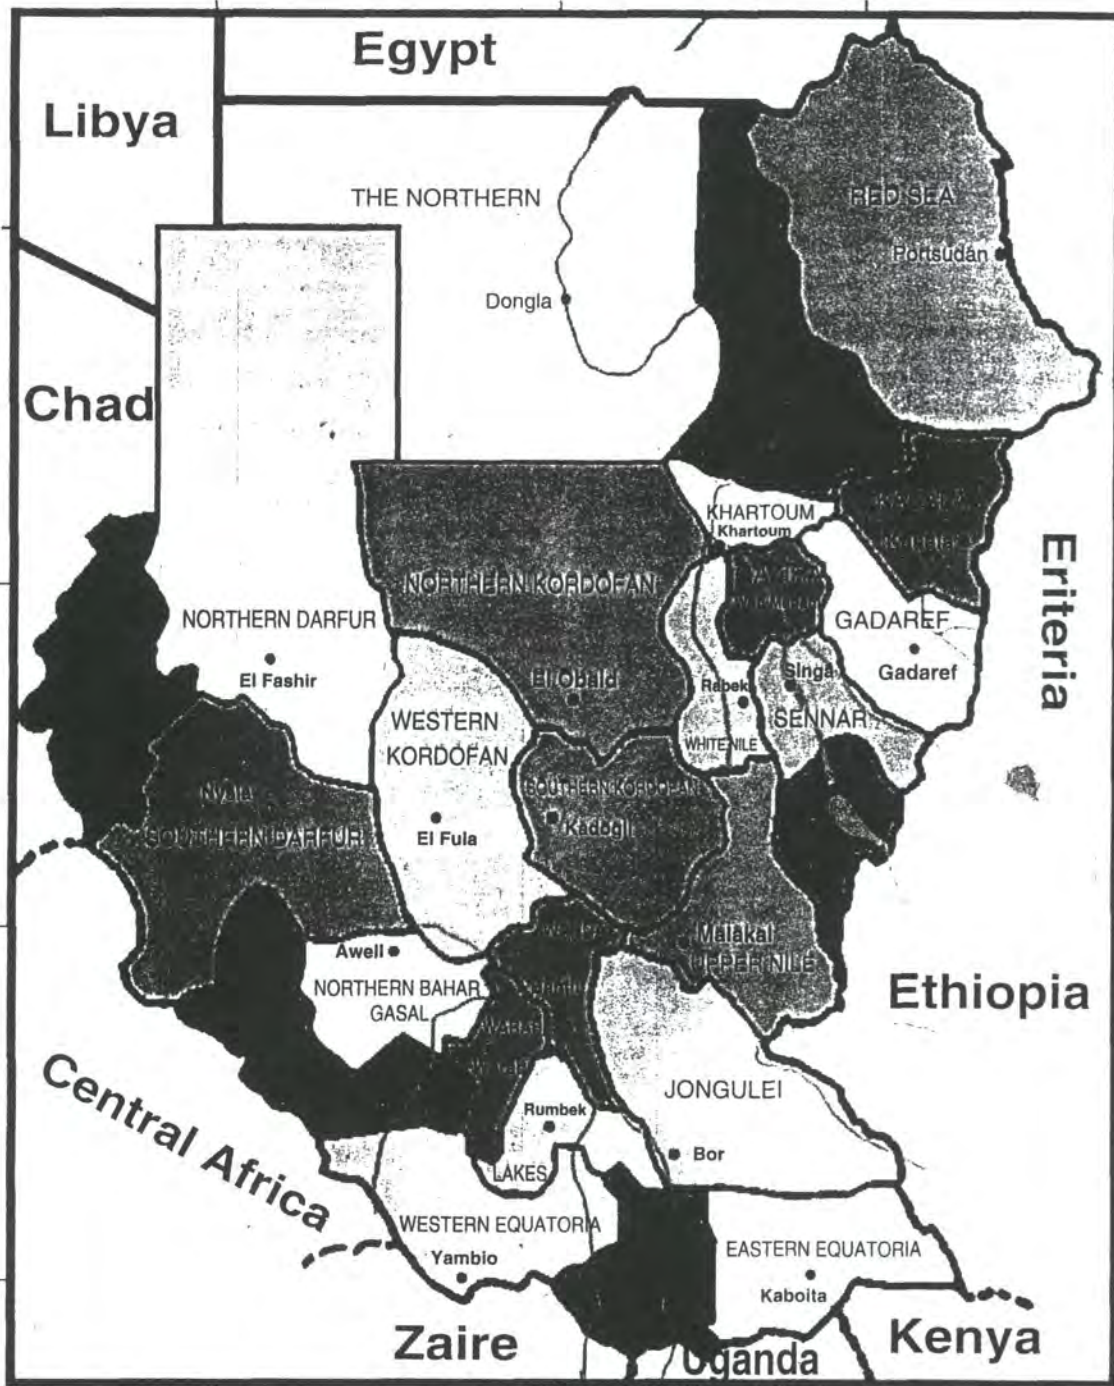 Egypt
Libya
THE NORTHERN
RED SEA
Portsudan
Dongla
Chad
KHARTOUM
Khartoum
KASSALA
Kassala
Eriteria
NORTHERN KORDOFAN
NORTHERN DARFUR
GADAREF
El Fashir
El Obaid
Rabek
Singa
Gadaref
WESTERN
KORDOFAN
SENNAR
WHITE NILE
Nyala
SOUTHERN KORDOFAN
SOUTHERN DARFUR
El Fula
Kadogli
Awell
Malakal
UPPER NILE
NORTHERN BAHAR
GASAL
Ethiopia
WARAB
Central Africa
JONGULEI
Rumbek
Bor
LAKES
WESTERN EQUATORIA
EASTERN EQUATORIA
Yambio
Kaboita
Zaire
Uganda
Kenya